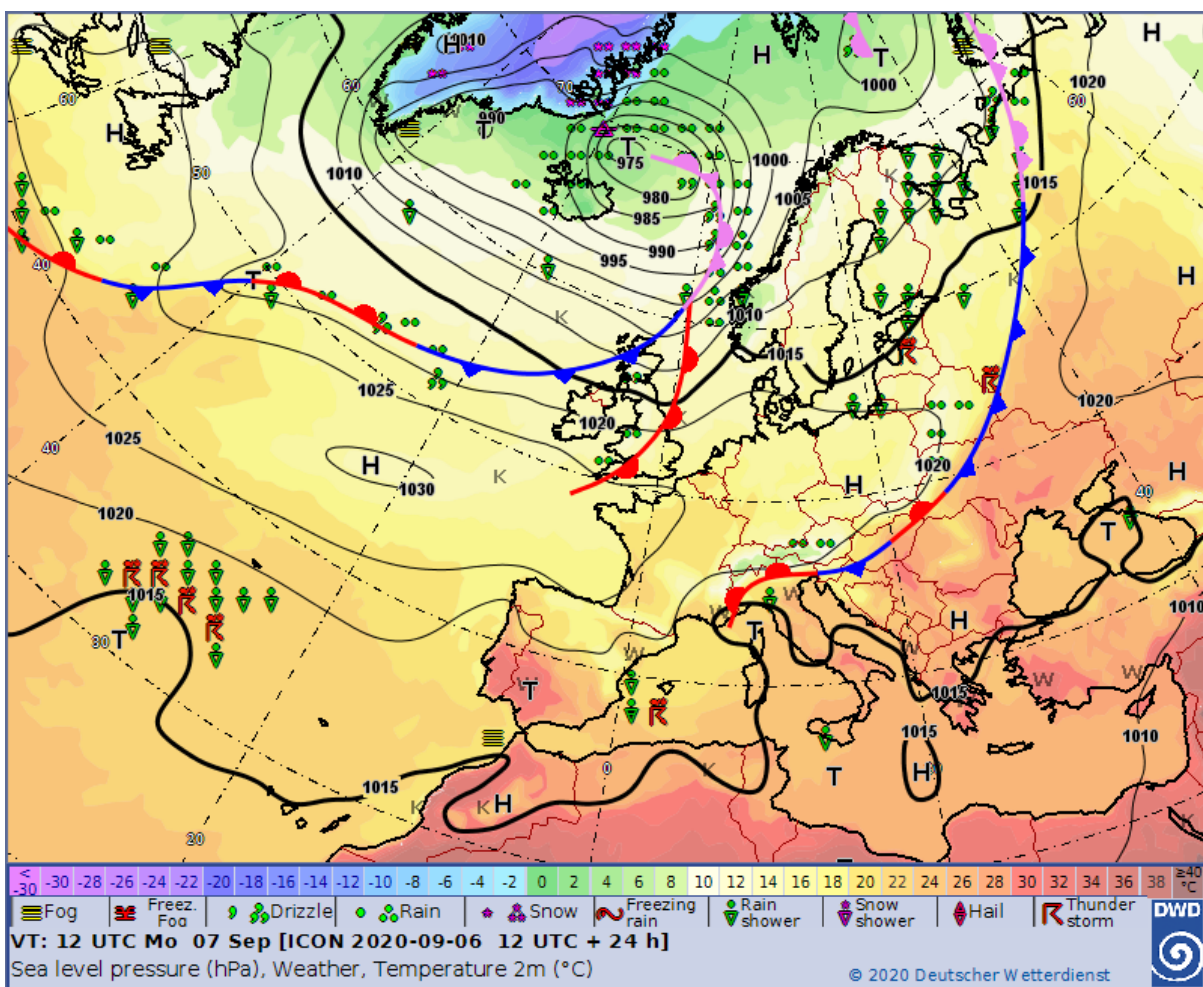 H 1010 H T 1000 H 1020
60 60 70 60
990 T T 975 1000 1015
H 50 1010 980 1005 K
985 990 995
40 T K 1010 1015 K H
1025 1020 1020
1025 40 H 1030 K H 1020 H 40
1020 T
1015 T 30 W W 1010
T W W H
W T 1015 W W
1015 1010
0 K T H
1015 K K H K
20
< -30 -30 -28 -26 -24 -22 -20 -18 -16 -14 -12 -10 -8 -6 -4 -2 0 2 4 6 8 10 12 14 16 18 20 22 24 26 28 30 32 34 36 38 ≥40 °C
Fog Freez. Fog Drizzle Rain Snow Freezing rain Rain shower Snow shower Hail Thunder storm DWD
VT: 12 UTC Mo 07 Sep [ICON 2020-09-06 12 UTC + 24 h]
Sea level pressure (hPa), Weather, Temperature 2m (°C)
© 2020 Deutscher Wetterdienst